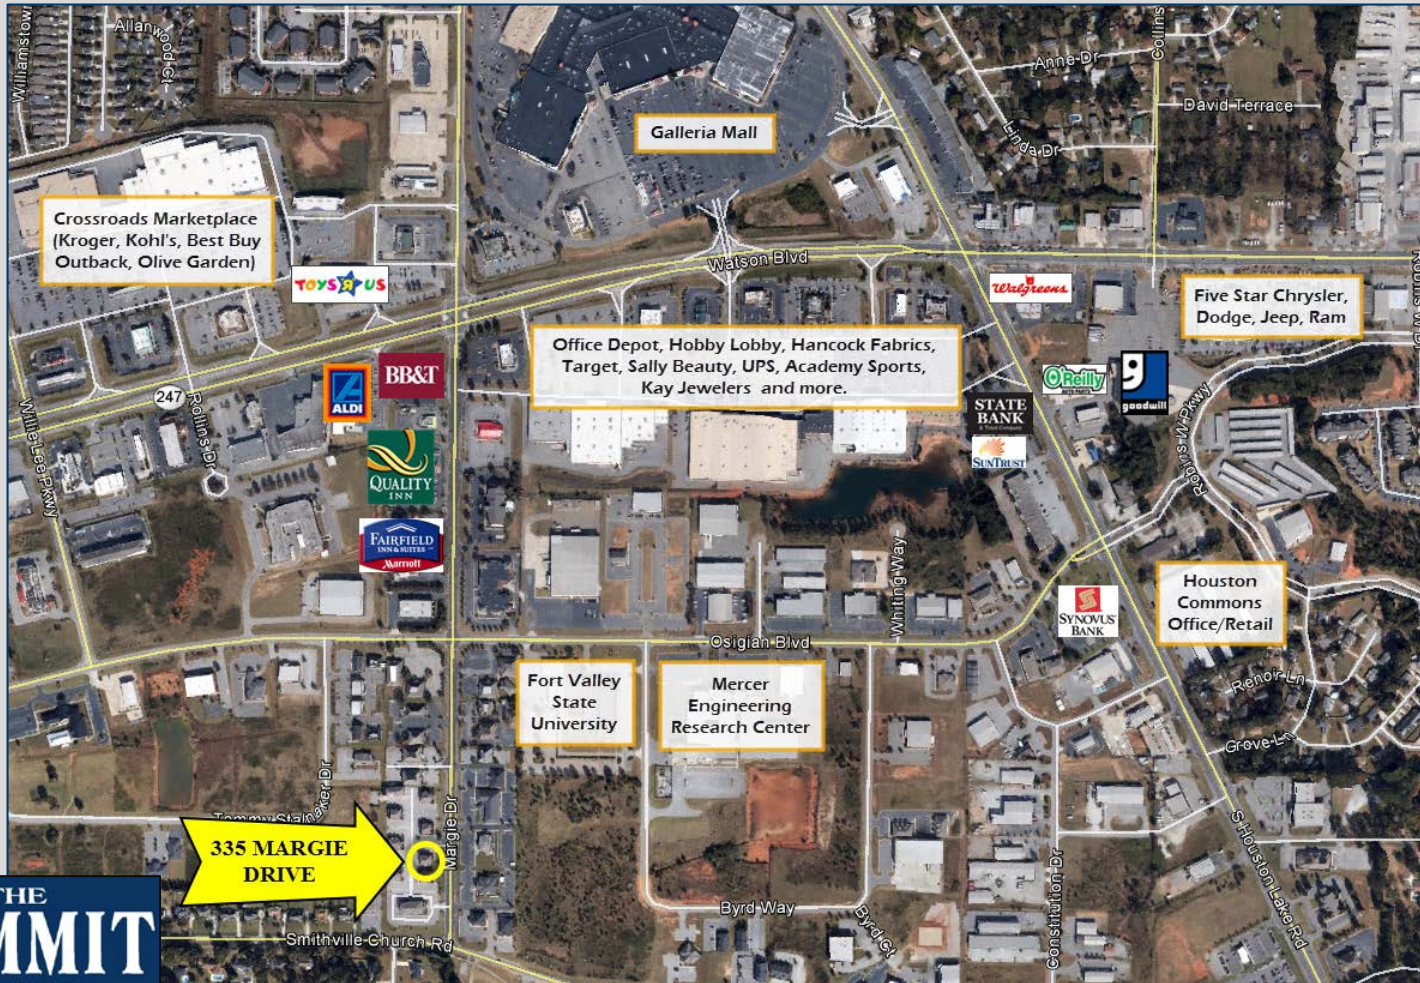 Williamstown
Allanwood Ct
Collins
Anne Dr
David Terrace
Linda Dr
Galleria Mall
Crossroads Marketplace
(Kroger, Kohl's, Best Buy
Outback, Olive Garden)
TOYS R US
Watson Blvd
Walgreens
Five Star Chrysler,
Dodge, Jeep, Ram
Office Depot, Hobby Lobby, Hancock Fabrics,
Target, Sally Beauty, UPS, Academy Sports,
Kay Jewelers and more.
247
Rollins Dr
Willie Lee Pkwy
ALDI
BB&T
O'Reilly
AUTO PARTS
goodwill
STATE
BANK
& Trust Company
SUNTRUST
Robins W Pkwy
QUALITY
INN
FAIRFIELD
INN & SUITES
Marriott
Whiting Way
Houston
Commons
Office/Retail
SYNOVUS
BANK
Osigian Blvd
Fort Valley
State
University
Mercer
Engineering
Research Center
Renoir Ln
Grove Ln
Tommy Stalnaker Dr
Margie Dr
335 MARGIE
DRIVE
S Houston Lake Rd
Constitution Dr
Byrd Way
Byrd Ct
Smithville Church Rd
THE
MMIT